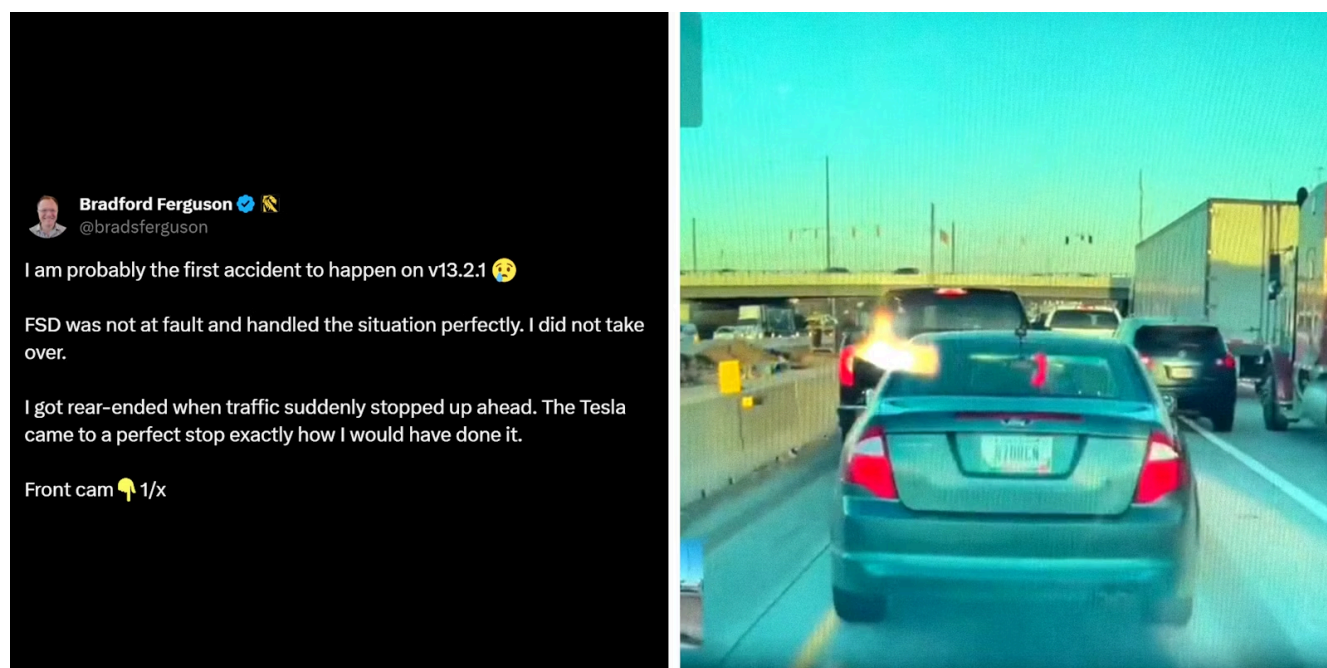 Bradford Ferguson
@bradsferguson
I am probably the first accident to happen on v13.2.1 😢
FSD was not at fault and handled the situation perfectly. I did not take
over.
I got rear-ended when traffic suddenly stopped up ahead. The Tesla
came to a perfect stop exactly how I would have done it.
Front cam 👇 1/x